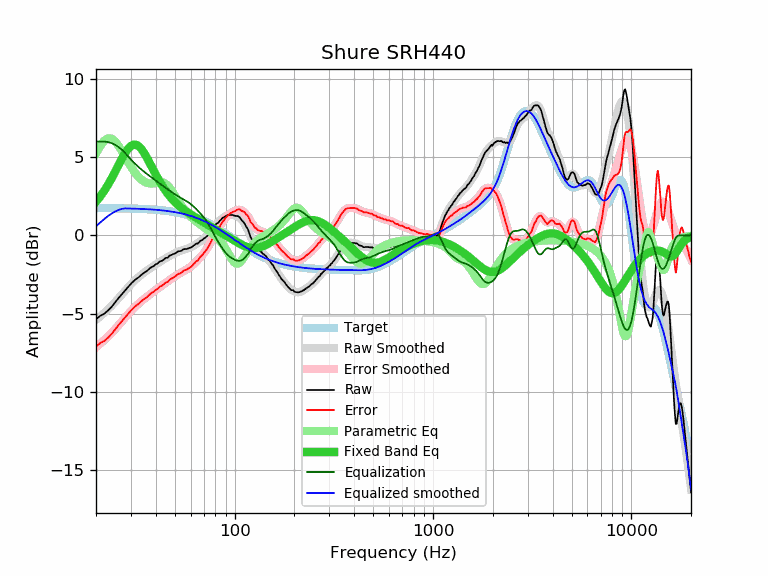 Shure SRH440
10
5
0
−5
−10
−15
Amplitude (dBr)
Target
Raw Smoothed
Error Smoothed
Raw
Error
Parametric Eq
Fixed Band Eq
Equalization
Equalized smoothed
100
1000
10000
Frequency (Hz)